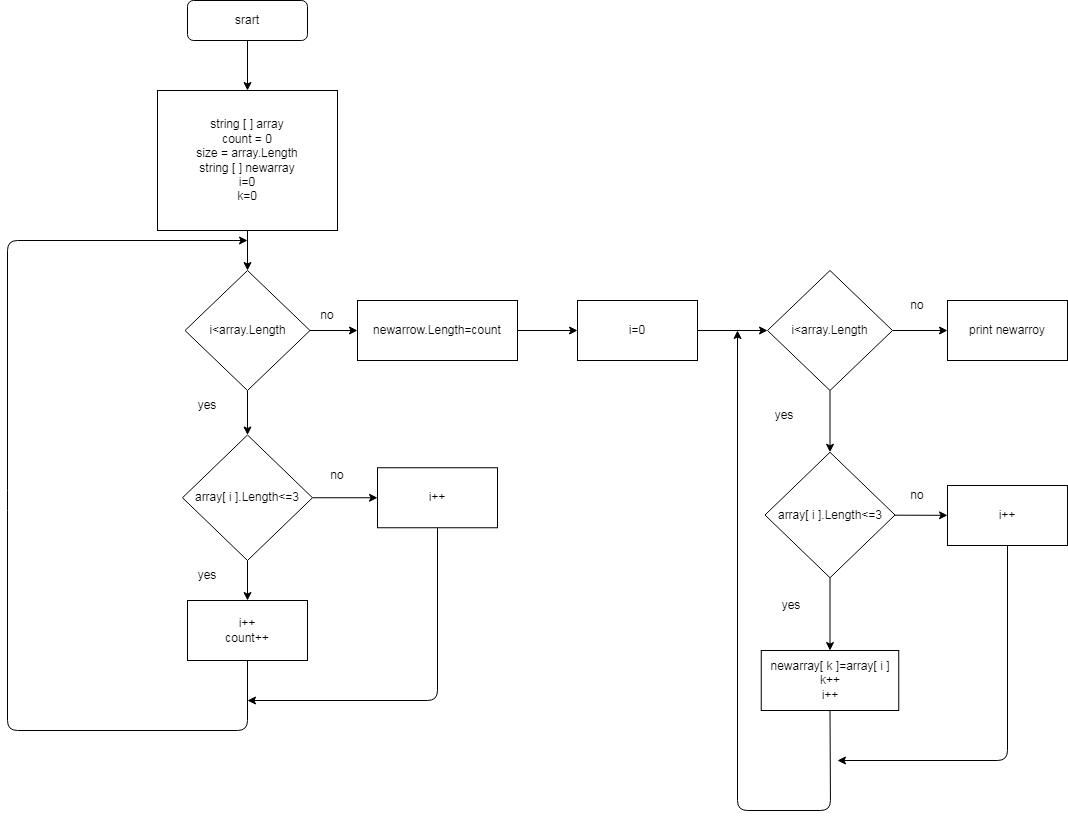 srart
string [ ] array
count = 0
size = array.Length
string [ ] newarray
i=0
k=0
i<array.Length
no
newarrow.Length=count
i=0
i<array.Length
no
print newarroy
yes
yes
array[ i ].Length<=3
no
i++
array[ i ].Length<=3
no
i++
yes
yes
i++
count++
newarray[ k ]=array[ i ]
k++
i++